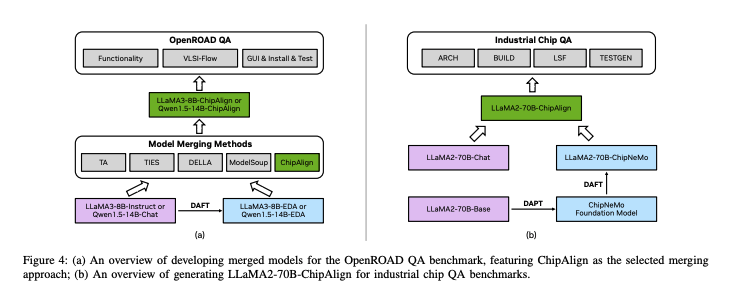 OpenROAD QA
Functionality
VLSI-Flow
GUI & Install & Test
LLaMA3-8B-ChipAlign or
Qwen1.5-14B-ChipAlign
Model Merging Methods
TA
TIES
DELLA
ModelSoup
ChipAlign
LLaMA3-8B-Instruct or
Qwen1.5-14B-Chat
DAFT
LLaMA3-8B-EDA or
Qwen1.5-14B-EDA
(a)
Industrial Chip QA
ARCH
BUILD
LSF
TESTGEN
LLaMA2-70B-ChipAlign
LLaMA2-70B-Chat
LLaMA2-70B-ChipNeMo
DAFT
LLaMA2-70B-Base
DAPT
ChipNeMo
Foundation Model
(b)
Figure 4: (a) An overview of developing merged models for the OpenROAD QA benchmark, featuring ChipAlign as the selected merging
approach; (b) An overview of generating LLaMA2-70B-ChipAlign for industrial chip QA benchmarks.